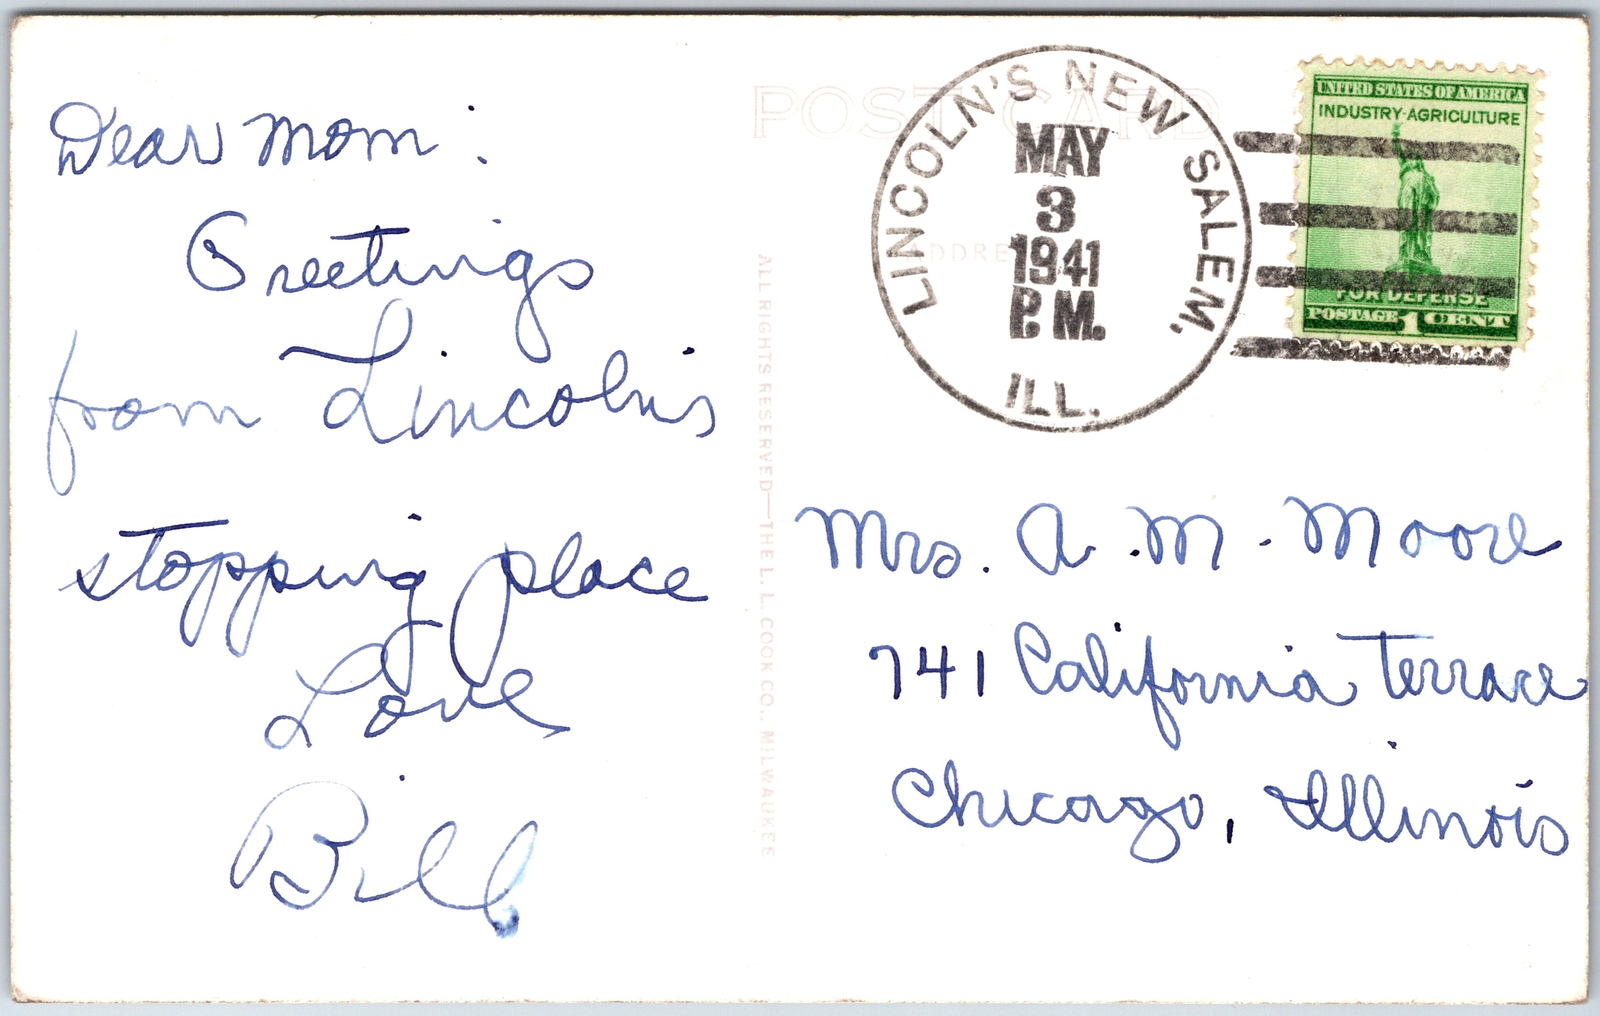 Dear Mom:
Greetings
from Lincoln's
stopping place
Love
Bill
POST CARD
ADDRE
ALL RIGHTS RESERVED—THE L. L. COOK CO., MILWAUKEE
LINCOLN'S NEW SALEM,
MAY
3
1941
P.M.
ILL.
UNITED STATES OF AMERICA
INDUSTRY·AGRICULTURE
FOR DEFENSE
POSTAGE 1 CENT
Mrs. A. M. Moore
741 California Terrace
Chicago, Illinois